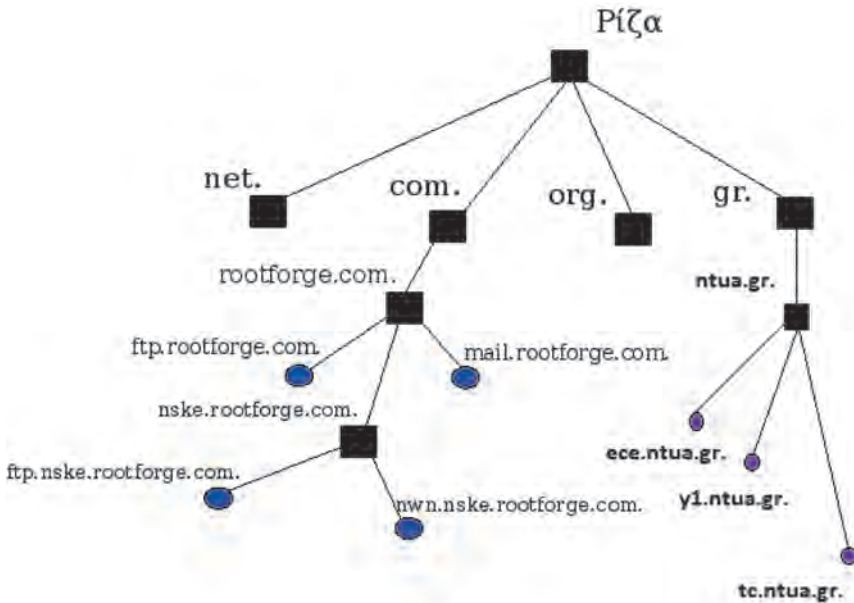 Ρίζα
net.
com.
org.
gr.
rootforge.com.
ntua.gr.
ftp.rootforge.com.
mail.rootforge.com.
nske.rootforge.com.
ece.ntua.gr.
ftp.nske.rootforge.com.
nwn.nske.rootforge.com.
y1.ntua.gr.
tc.ntua.gr.